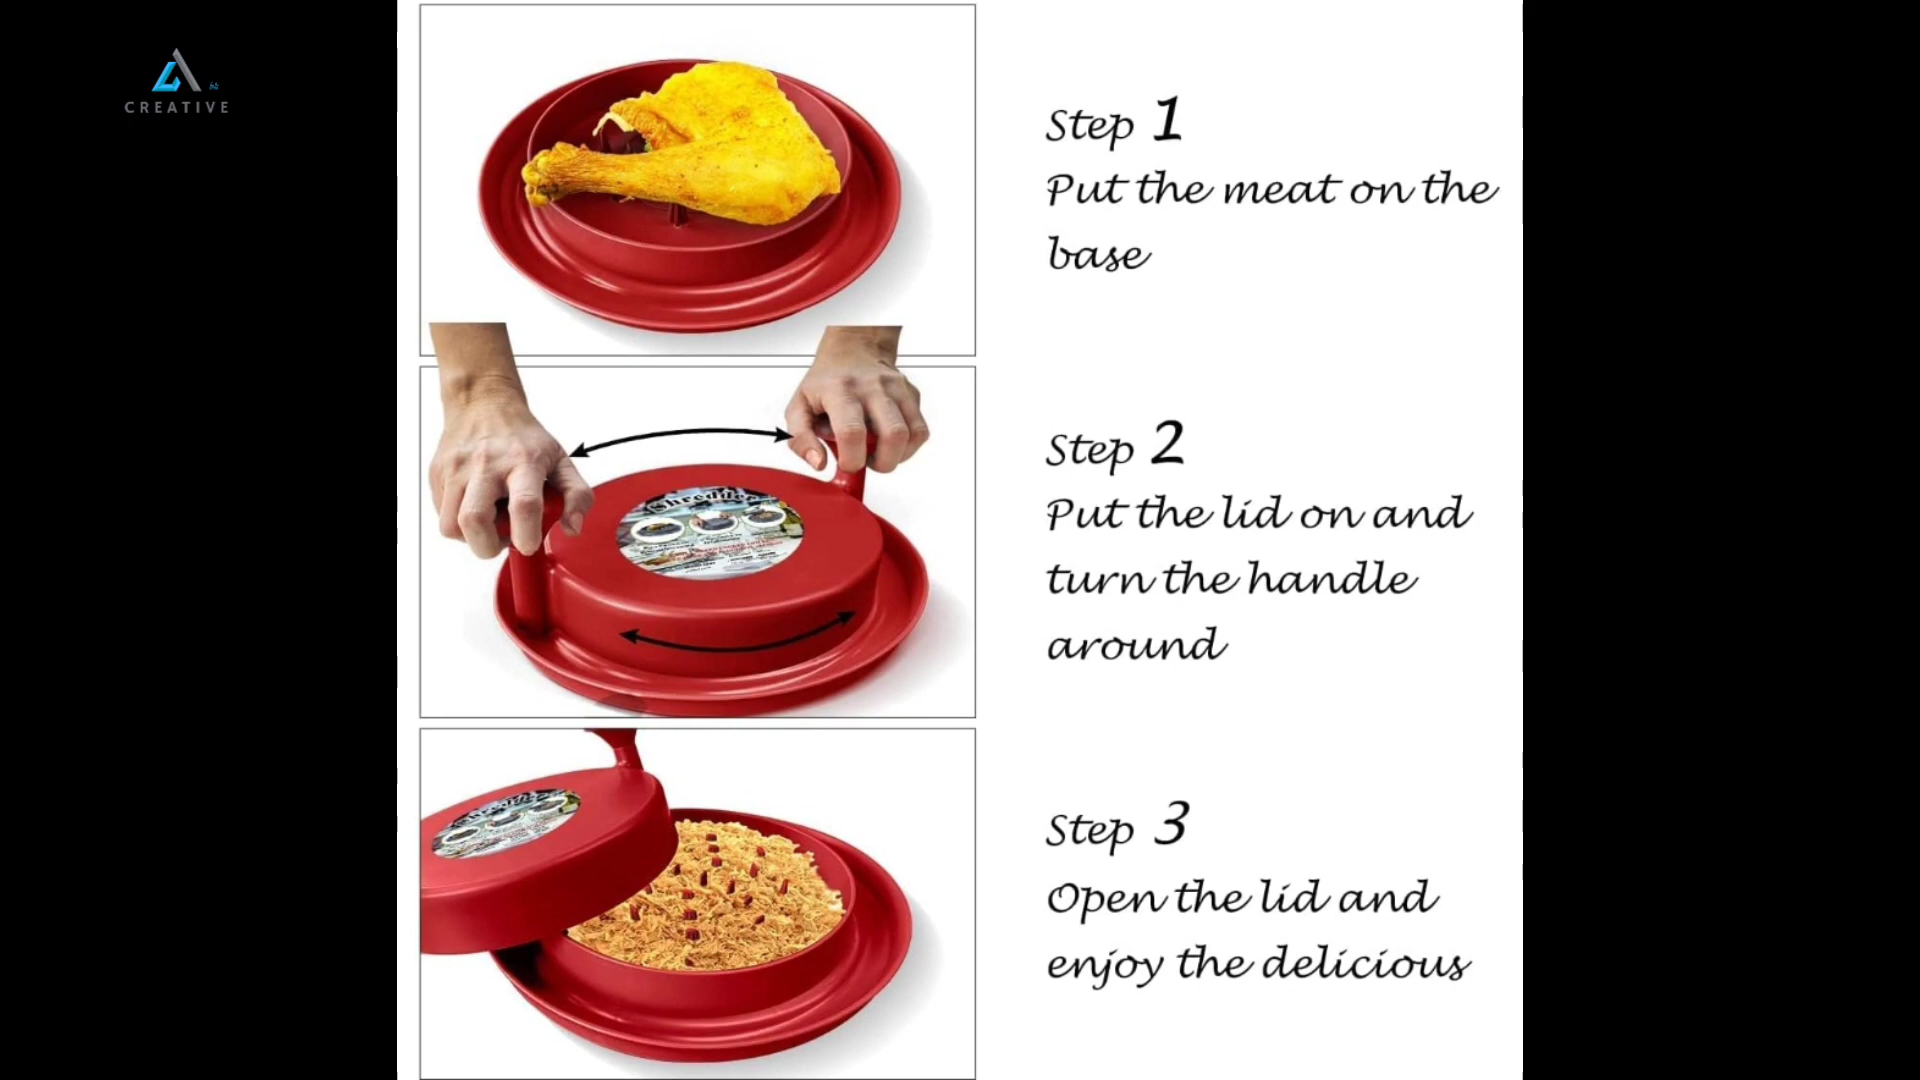 CREATIVE
Step 1
Put the meat on the
base
Step 2
Put the lid on and
turn the handle
around
Shredder
Step 3
Open the lid and
enjoy the delicious